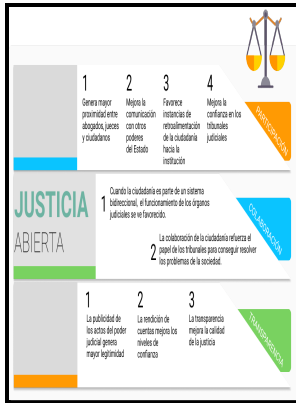 1
Genera mayor
proximidad entre
abogados, jueces
y ciudadanos
2
Mejora la
comunicación
con otros
poderes
del Estado
3
Favorece
instancias de
retroalimentación
de la ciudadanía
hacia la
institución
4
Mejora la
confianza en los
tribunales
judiciales
PARTICIPACIÓN
JUSTICIA
ABIERTA
1
Cuando la ciudadanía es parte de un sistema
bidireccional, el funcionamiento de los órganos
judiciales se ve favorecido.
2
La colaboración de la ciudadanía refuerza el
papel de los tribunales para conseguir resolver
los problemas de la sociedad.
COLABORACIÓN
1
La publicidad de
los actos del poder
judicial genera
mayor legitimidad
2
La rendición de
cuentas mejora los
niveles de
confianza
3
La transparencia
mejora la calidad
de la justicia
TRANSPARENCIA